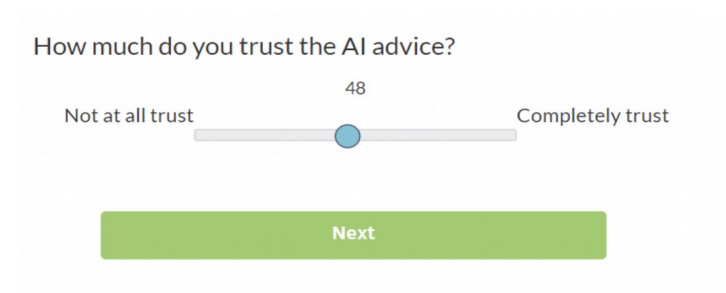 How much do you trust the AI advice?
48
Not at all trust
Completely trust
Next